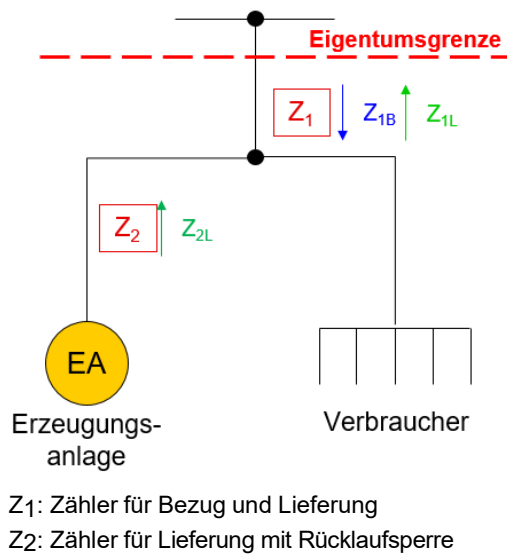 Eigentumsgrenze
Z1 Z1B Z1L
Z2 Z2L
EA
Erzeugungs-
anlage
Verbraucher
Z1: Zähler für Bezug und Lieferung
Z2: Zähler für Lieferung mit Rücklaufsperre